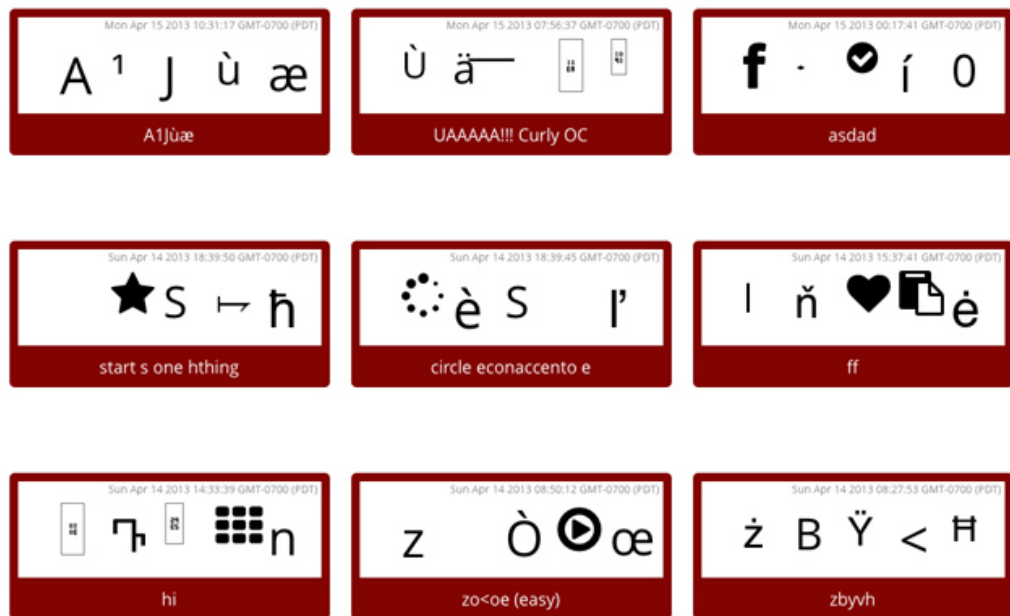 Mon Apr 15 2013 10:31:17 GMT-0700 (PDT)
A ¹ J ù æ
A1Jùæ
Mon Apr 15 2013 07:56:37 GMT-0700 (PDT)
Ù ä
UAAAAA!!! Curly OC
Mon Apr 15 2013 00:17:41 GMT-0700 (PDT)
f í 0
asdad
Sun Apr 14 2013 18:39:50 GMT-0700 (PDT)
★ S ħ
start s one hthing
Sun Apr 14 2013 18:39:45 GMT-0700 (PDT)
è S ľ
circle econaccento e
Sun Apr 14 2013 15:37:41 GMT-0700 (PDT)
ň ♥ ė
ff
Sun Apr 14 2013 14:33:39 GMT-0700 (PDT)
n
hi
Sun Apr 14 2013 08:50:12 GMT-0700 (PDT)
z Ò œ
zo<oe (easy)
Sun Apr 14 2013 08:27:53 GMT-0700 (PDT)
ż B Ÿ < Ħ
zbyvh